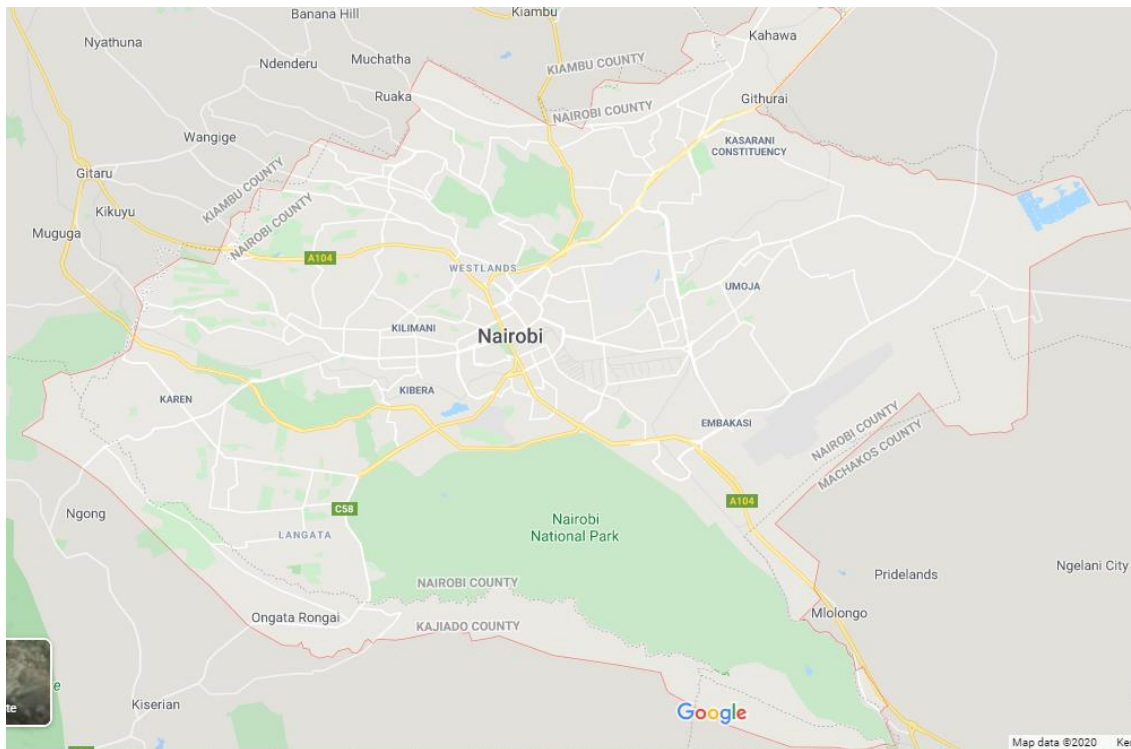 Banana Hill
Kiambu
Nyathuna
Kahawa
Muchatha
Ndenderu
KIAMBU COUNTY
Ruaka
NAIROBI COUNTY
Githurai
Wangige
KASARANI
CONSTITUENCY
Gitaru
KIAMBU COUNTY
NAIROBI COUNTY
Kikuyu
Muguga
A104
WESTLANDS
UMOJA
KILIMANI
Nairobi
KIBERA
KAREN
EMBAKASI
NAIROBI COUNTY
MACHAKOS COUNTY
A104
Ngong
C58
Nairobi
National Park
LANGATA
Ngelani City
Pridelands
NAIROBI COUNTY
Mlolongo
Ongata Rongai
KAJIADO COUNTY
Kiserian
te
e
Google
Map data ©2020 Ke